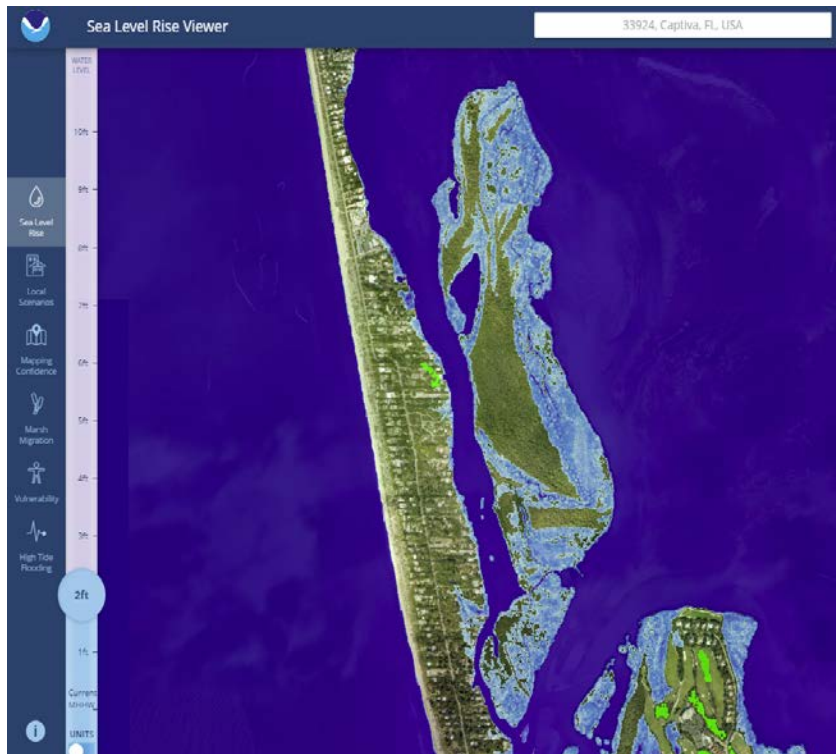 Sea Level Rise Viewer
33924, Captiva, FL, USA
WATER
LEVEL
10ft
9ft
8ft
7ft
6ft
5ft
4ft
3ft
2ft
1ft
Current
MHHW
UNITS
Sea Level
Rise
Local
Scenarios
Mapping
Confidence
Marsh
Migration
Vulnerability
High Tide
Flooding
i